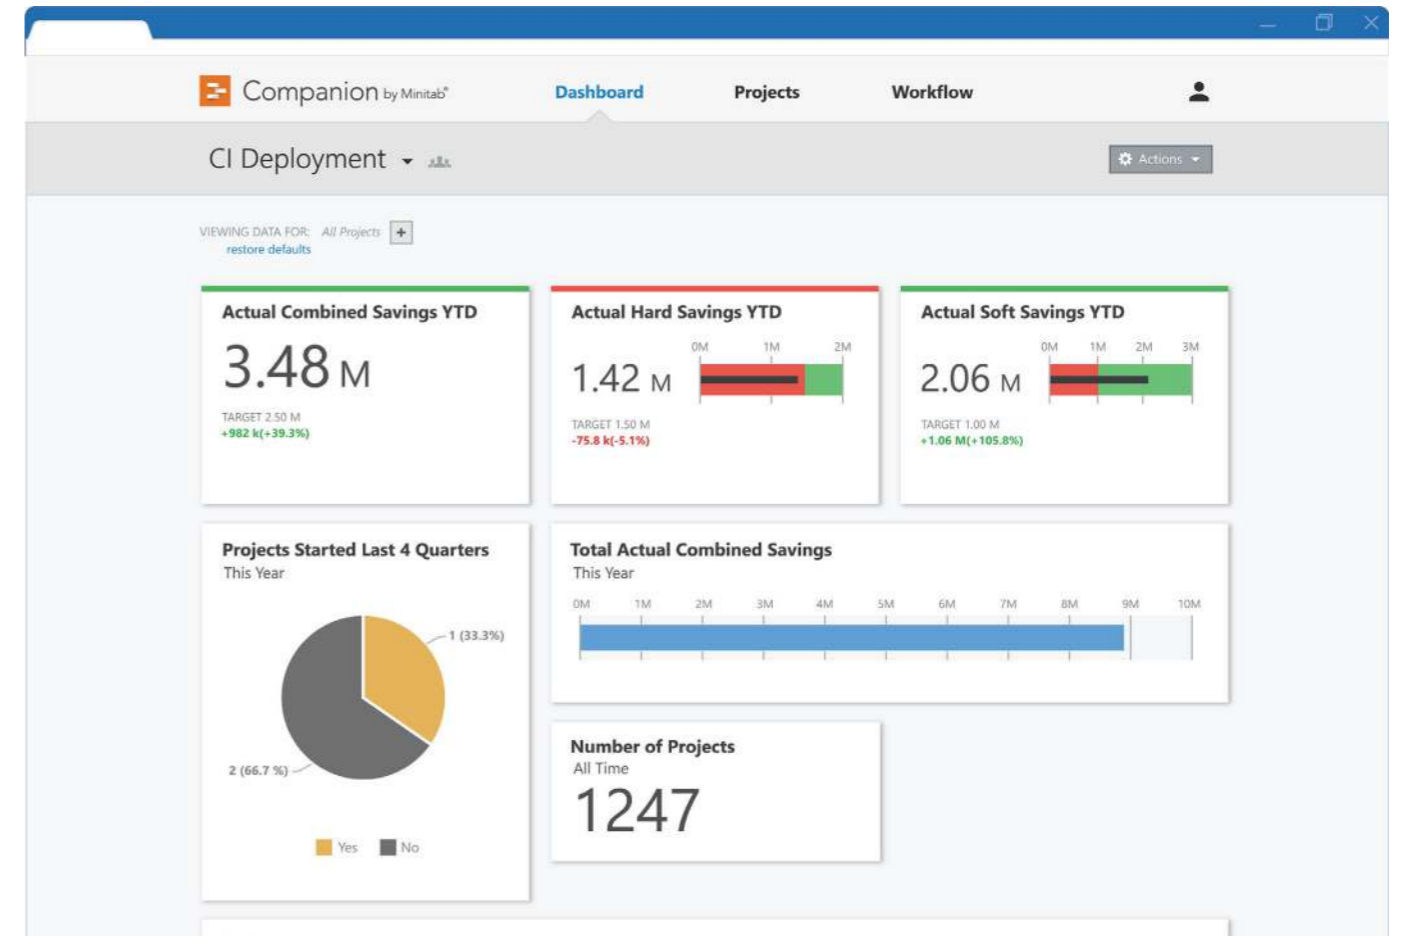 Companion by Minitab®
Dashboard
Projects
Workflow
CI Deployment
Actions
VIEWING DATA FOR: All Projects +
restore defaults
Actual Combined Savings YTD
3.48 M
TARGET 2.50 M
+982 k(+39.3%)
Actual Hard Savings YTD
0M 1M 2M
1.42 M
TARGET 1.50 M
-75.8 k(-5.1%)
Actual Soft Savings YTD
0M 1M 2M 3M
2.06 M
TARGET 1.00 M
+1.06 M(+105.8%)
Projects Started Last 4 Quarters
This Year
1 (33.3%)
2 (66.7 %)
Yes No
Total Actual Combined Savings
This Year
0M 1M 2M 3M 4M 5M 6M 7M 8M 9M 10M
Number of Projects
All Time
1247